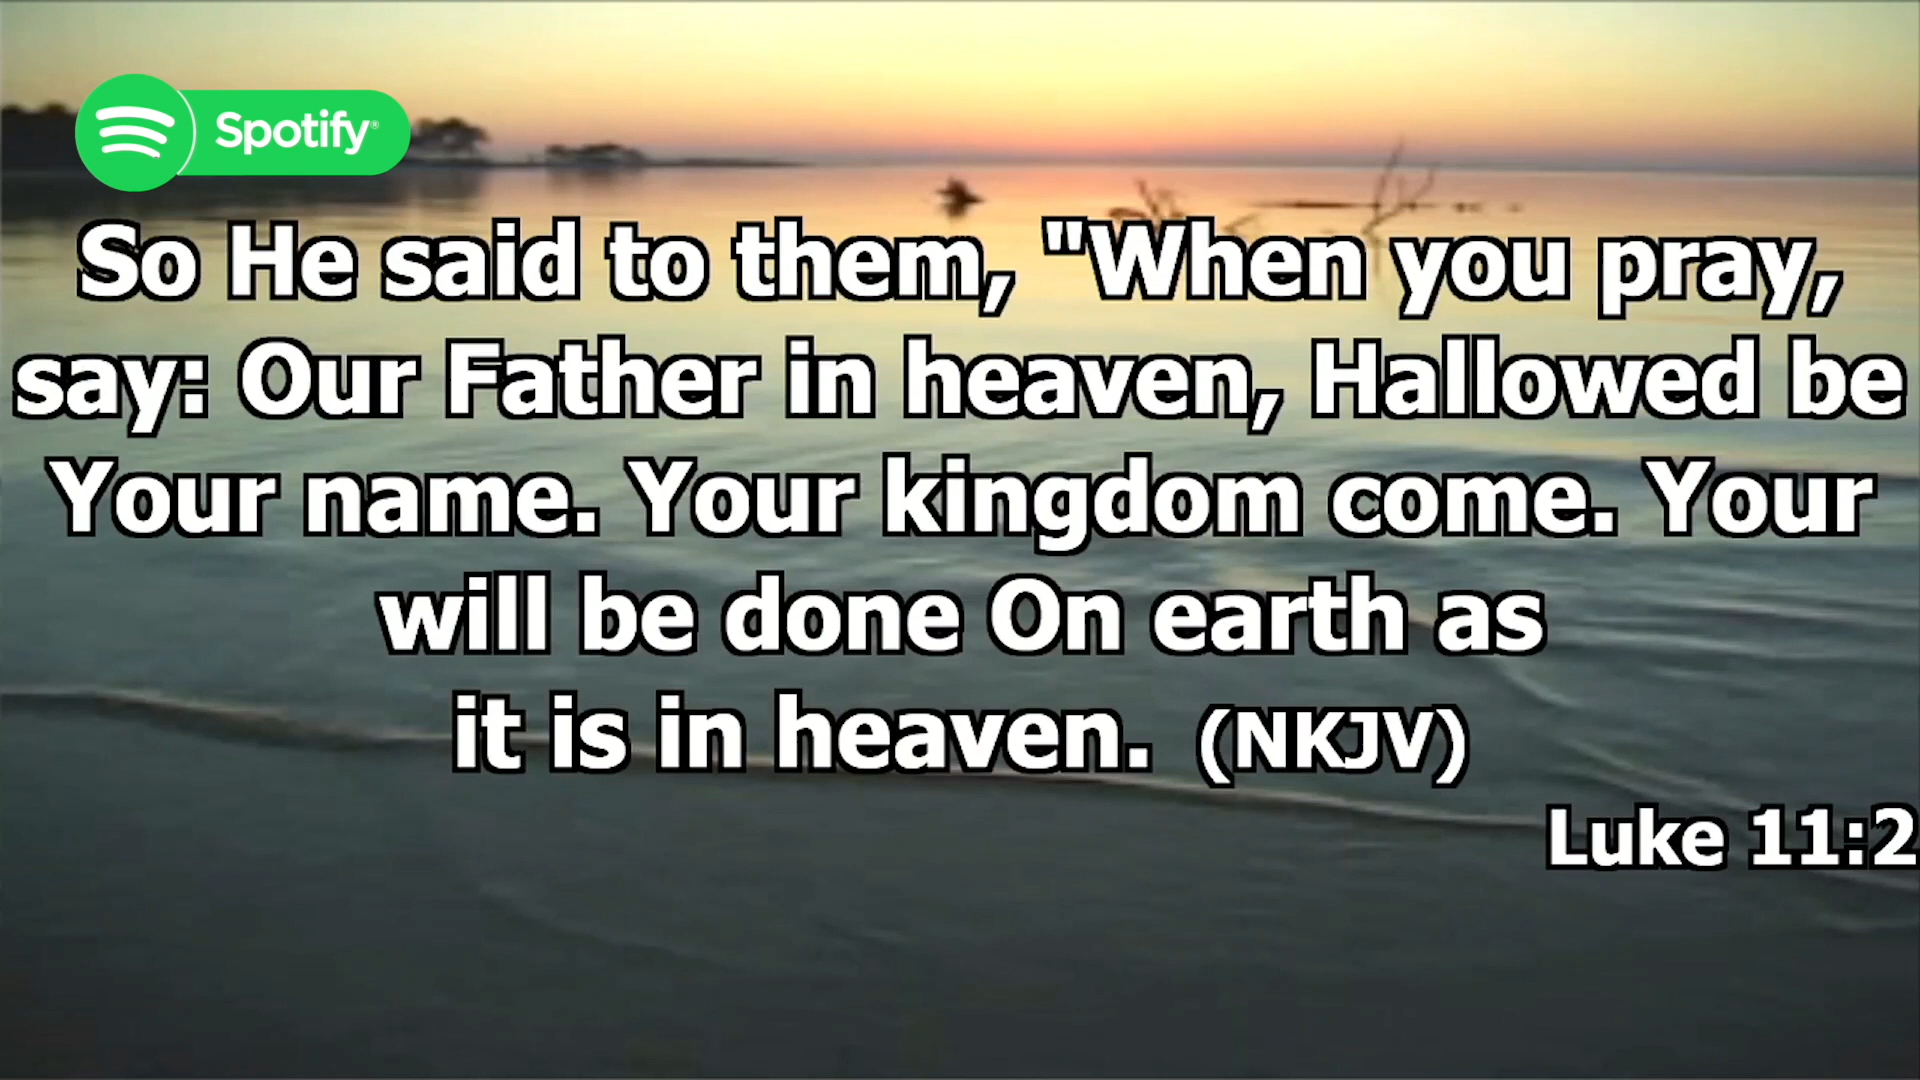 Spotify®
So He said to them, "When you pray,
say: Our Father in heaven, Hallowed be
Your name. Your kingdom come. Your
will be done On earth as
it is in heaven. (NKJV)
Luke 11:2